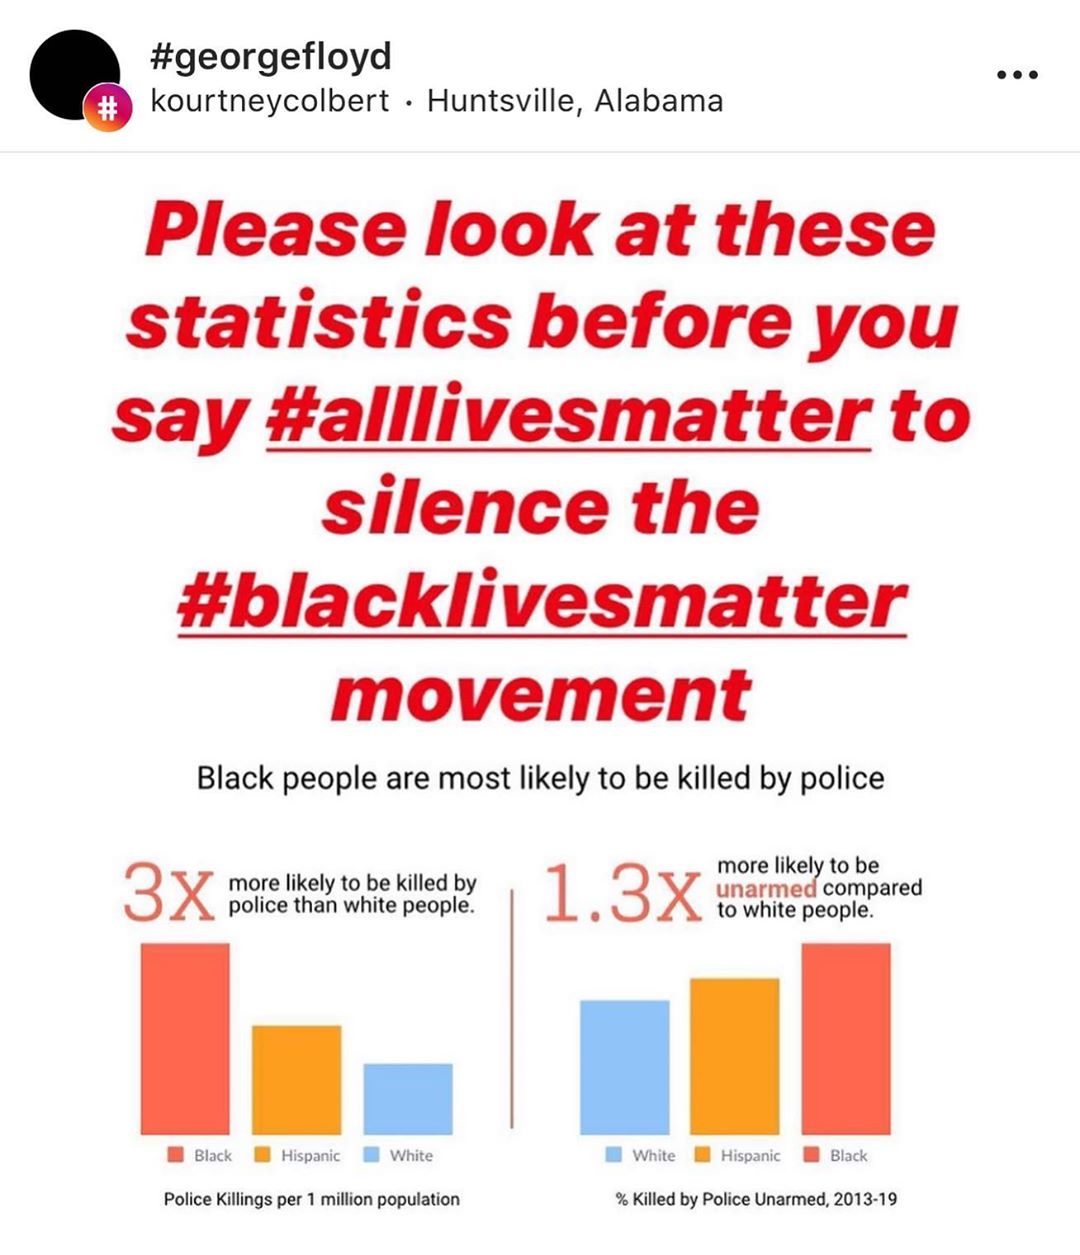 #georgefloyd
kourtneycolbert • Huntsville, Alabama
#
Please look at these
statistics before you
say #alllivesmatter to
silence the
#blacklivesmatter
movement
Black people are most likely to be killed by police
3x more likely to be killed by
police than white people.
1.3x more likely to be
unarmed compared
to white people.
Black Hispanic White
Police Killings per 1 million population
White Hispanic Black
% Killed by Police Unarmed, 2013-19